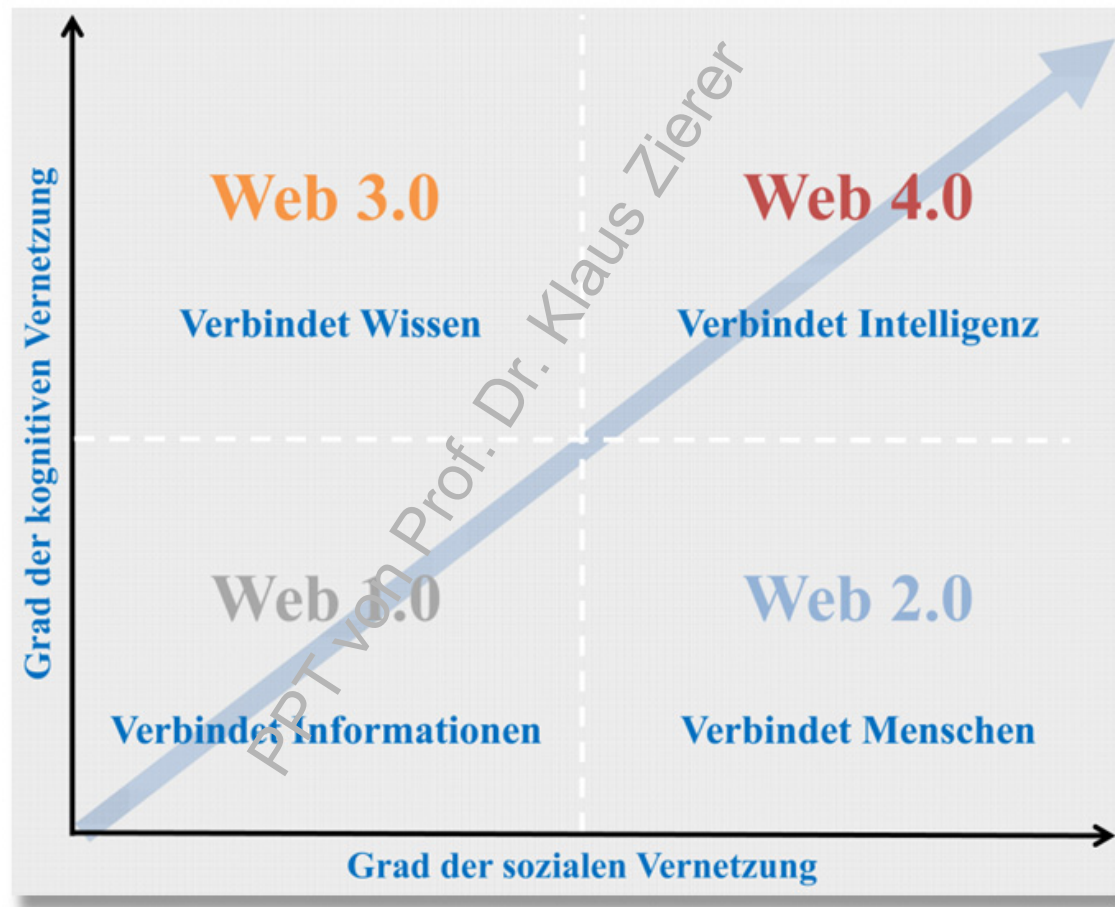 Web 3.0
Web 4.0
Verbindet Wissen
Verbindet Intelligenz
Grad der kognitiven Vernetzung
Web 1.0
Web 2.0
Verbindet Informationen
Verbindet Menschen
Grad der sozialen Vernetzung
PPT von Prof. Dr. Klaus Zierer